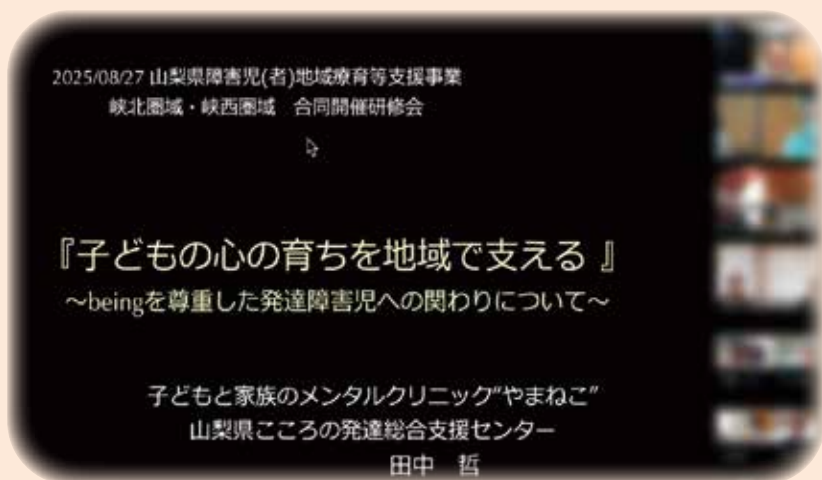 2025/08/27 山梨県障害児(者)地域療育等支援事業
峡北圏域・峡西圏域　合同開催研修会
『子どもの心の育ちを地域で支える 』
～beingを尊重した発達障害児への関わりについて～
子どもと家族のメンタルクリニック“やまねこ”
山梨県こころの発達総合支援センター
田中　哲